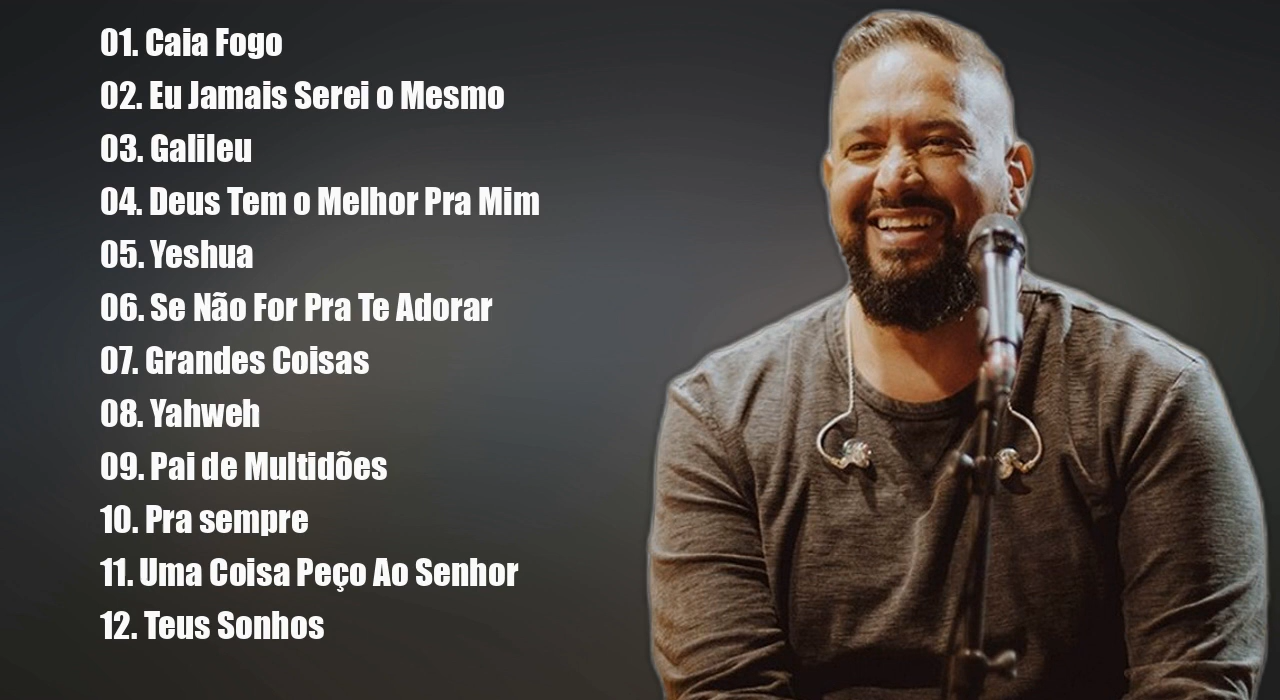 01. Caia Fogo
02. Eu Jamais Serei o Mesmo
03. Galileu
04. Deus Tem o Melhor Pra Mim
05. Yeshua
06. Se Não For Pra Te Adorar
07. Grandes Coisas
08. Yahweh
09. Pai de Multidões
10. Pra sempre
11. Uma Coisa Peço Ao Senhor
12. Teus Sonhos